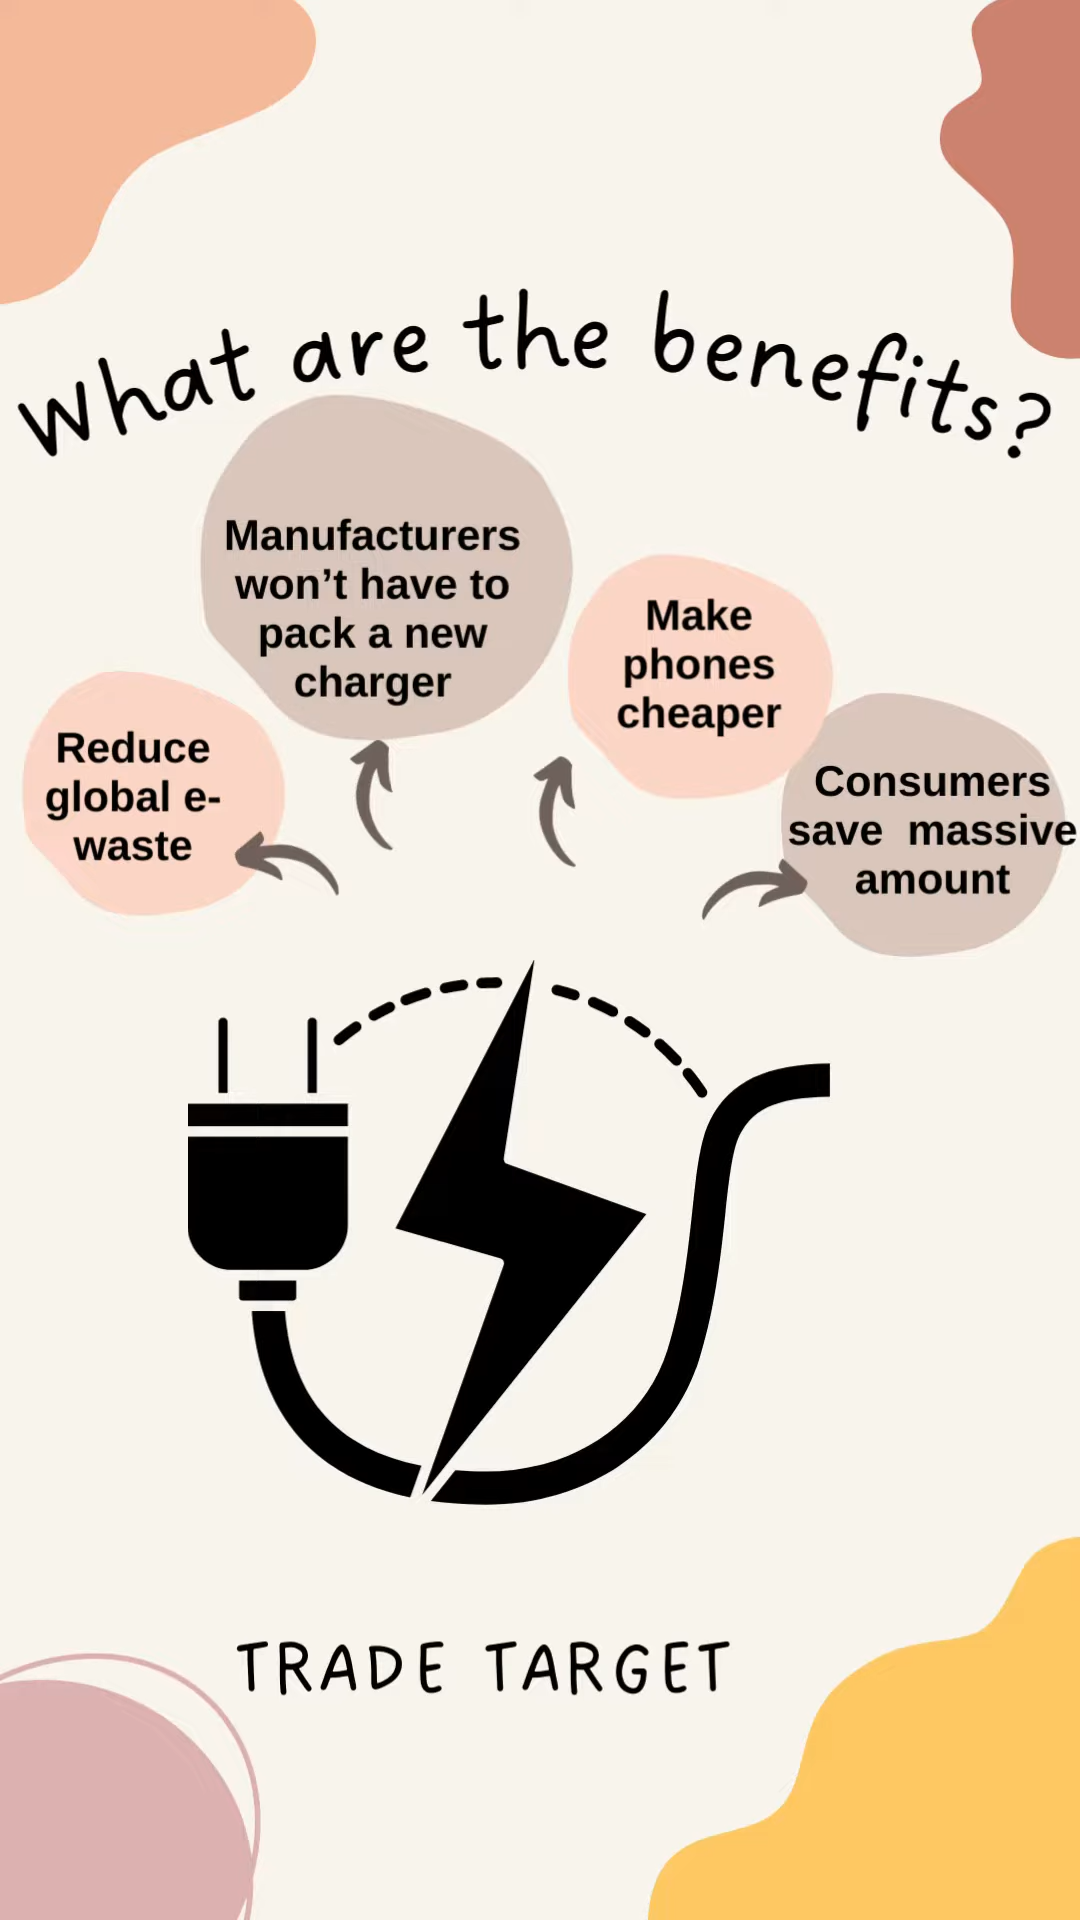 What are the benefits?
Manufacturers
won’t have to
pack a new
charger
Make
phones
cheaper
Reduce
global e-
waste
Consumers
save  massive
amount
TRADE TARGET